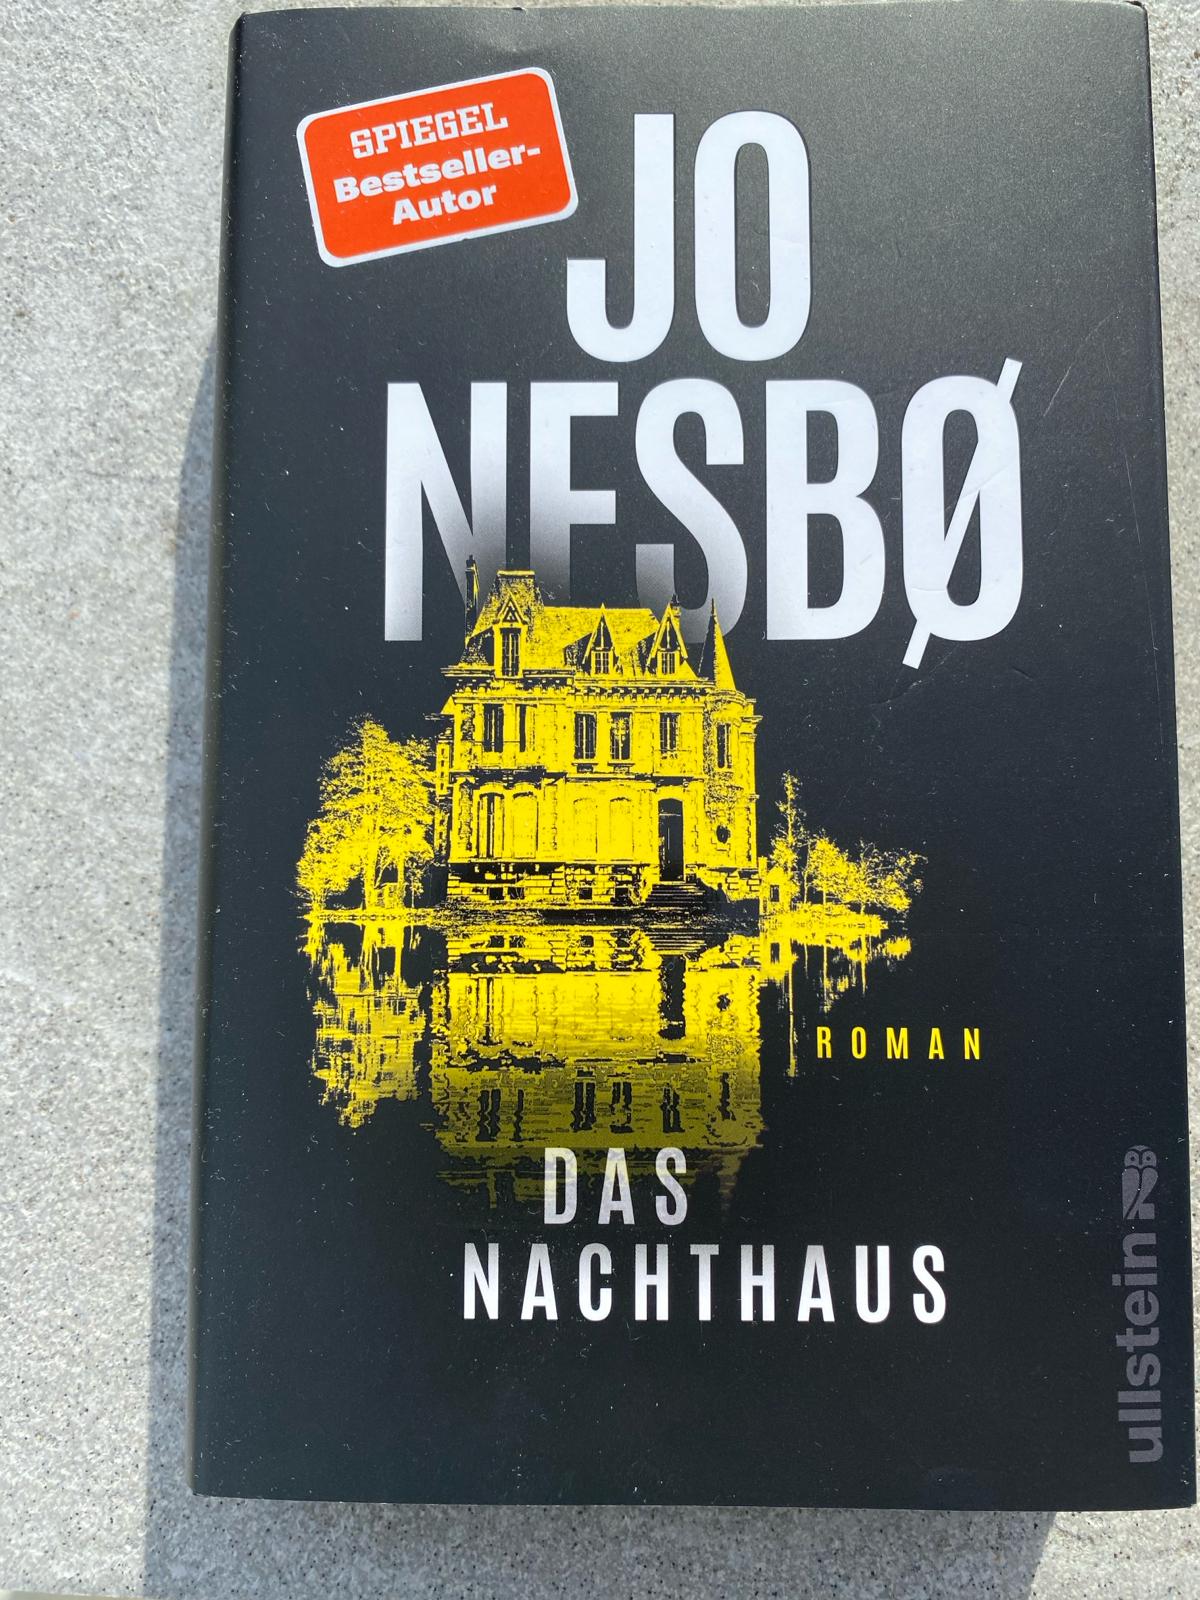 SPIEGEL
Bestseller-
Autor
JO
NESBØ
ROMAN
DAS
NACHTHAUS
ullstein